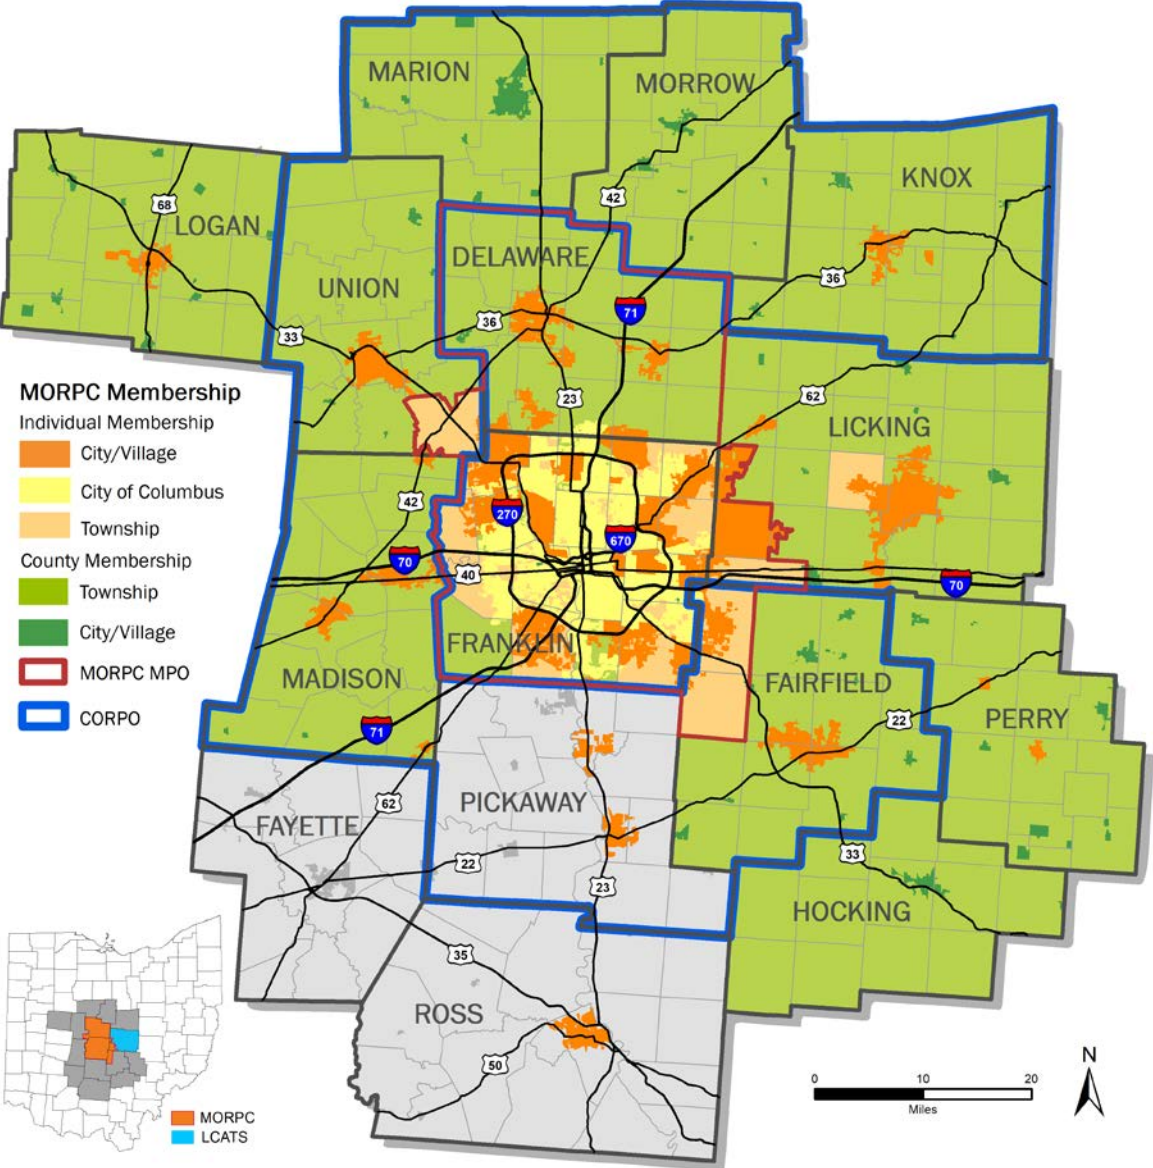 MARION
MORROW
KNOX
42
68
LOGAN
DELAWARE
UNION
36
71
36
33
23
62
MORPC Membership
Individual Membership
City/Village
City of Columbus
Township
County Membership
Township
City/Village
MORPC MPO
CORPO
LICKING
42
270
670
70
40
70
FRANKLIN
MADISON
FAIRFIELD
71
22
PERRY
62
PICKAWAY
FAYETTE
22
33
23
HOCKING
35
ROSS
50
N
0 10 20
Miles
MORPC
LCATS